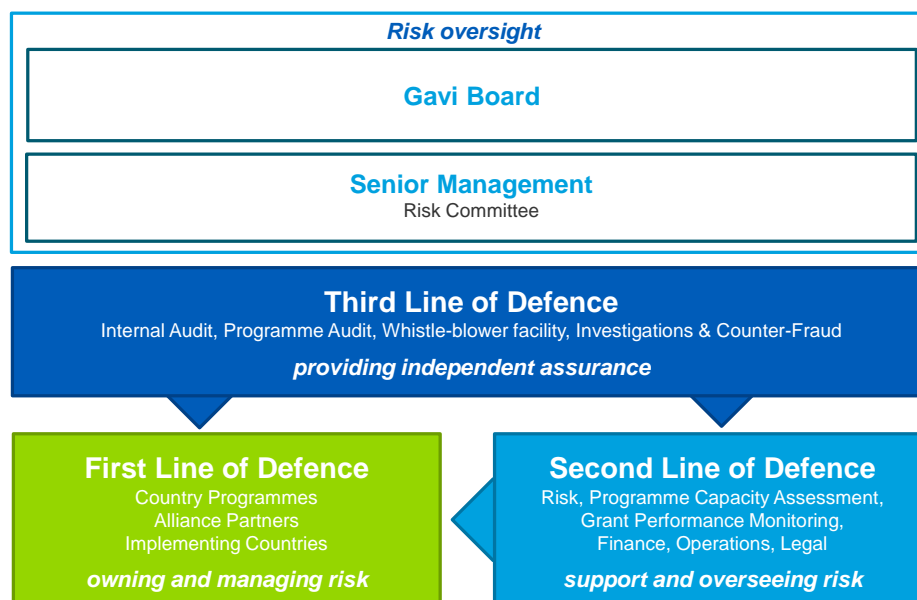 Risk oversight
Gavi Board
Senior Management
Risk Committee
Third Line of Defence
Internal Audit, Programme Audit, Whistle-blower facility, Investigations & Counter-Fraud
providing independent assurance
First Line of Defence
Country Programmes
Alliance Partners
Implementing Countries
owning and managing risk
Second Line of Defence
Risk, Programme Capacity Assessment,
Grant Performance Monitoring,
Finance, Operations, Legal
support and overseeing risk